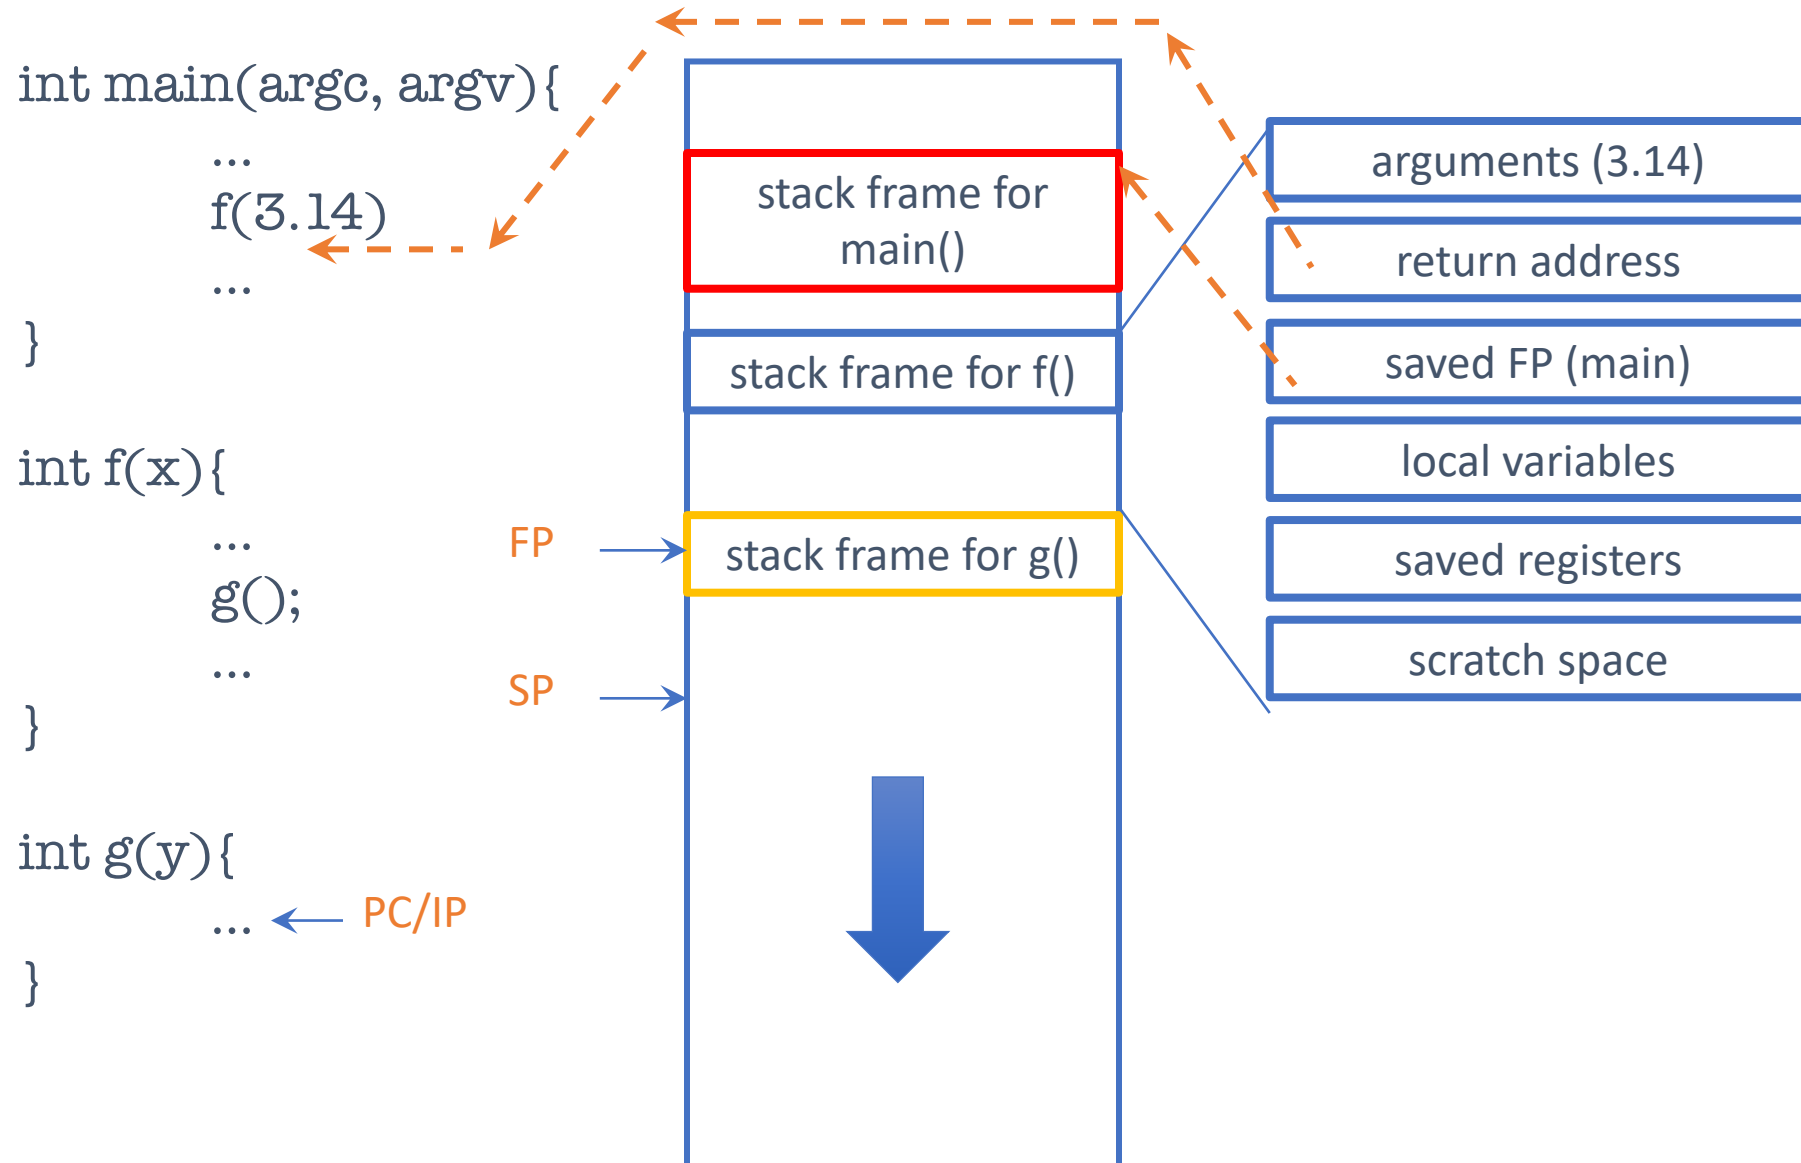 int main(argc, argv){
...
f(3.14)
...
}
int f(x){
...
g();
...
}
int g(y){
...
}
PC/IP
FP
SP
stack frame for
main()
stack frame for f()
stack frame for g()
arguments (3.14)
return address
saved FP (main)
local variables
saved registers
scratch space